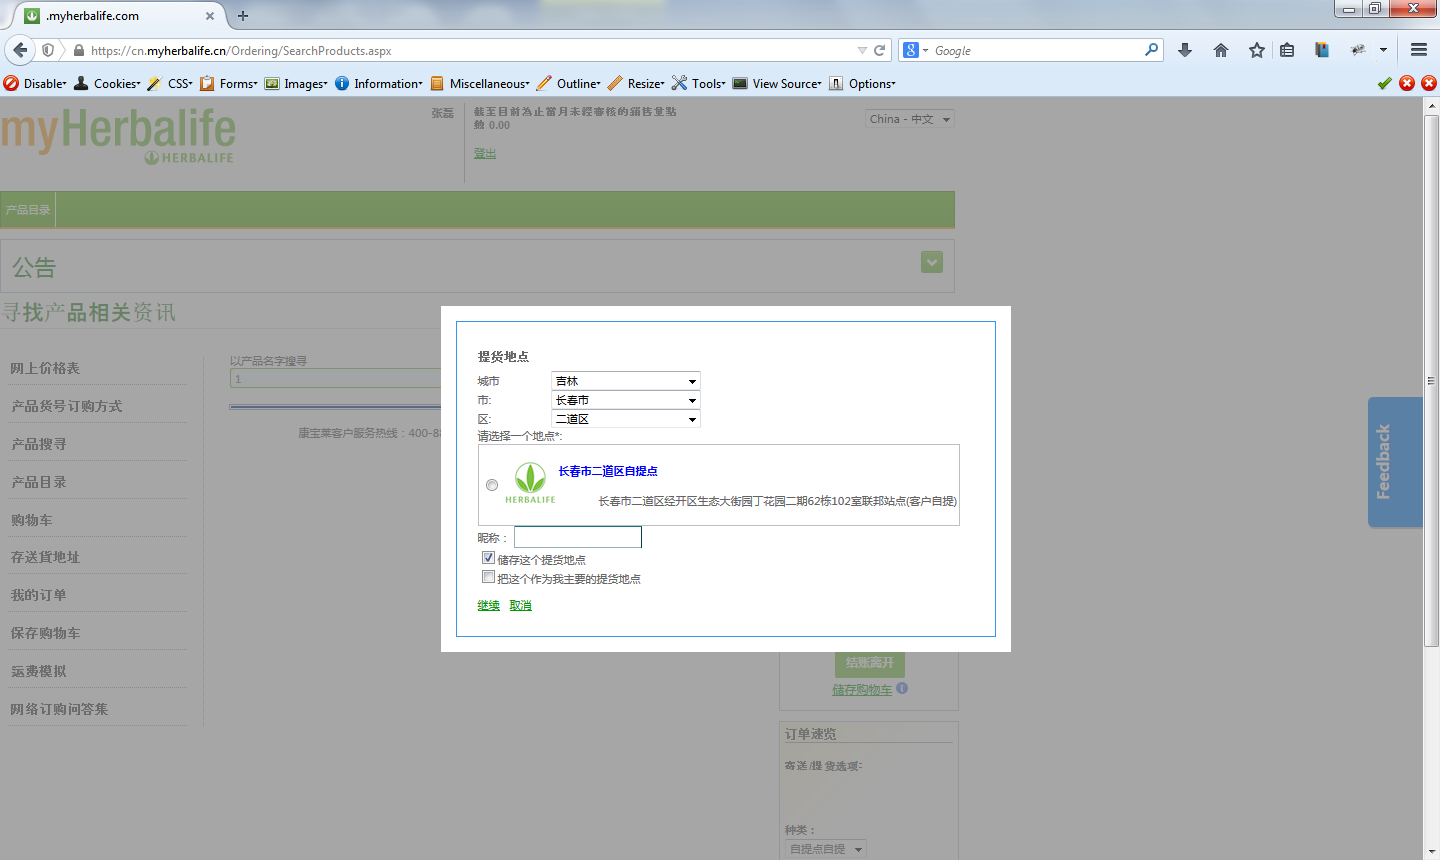 .myherbalife.com
https://cn.myherbalife.cn/Ordering/SearchProducts.aspx
Google
Disable Cookies CSS Forms Images Information Miscellaneous Outline Resize Tools View Source Options
myHerbalife
HERBALIFE
张磊
截至目前為止當月未經審核的銷售
數 0.00
登出
China - 中文
产品目录
公告
寻找产品相关资讯
网上价格表
产品货号订购方式
产品搜寻
产品目录
购物车
存送貨地址
我的订单
保存购物车
运费模拟
网络订购问答集
以产品名字搜寻
1
康宝莱客户服务热线：400-8
提货地点
城市 吉林
市: 长春市
区: 二道区
请选择一个地点*:
HERBALIFE
长春市二道区自提点
长春市二道区经开区生态大街园丁花园二期62栋102室联邦站点(客户自提)
昵称：
储存这个提货地点
把这个作为我主要的提货地点
继续 取消
结账离开
储存购物车
订单速览
寄送/提货选项:
种类：
自提点自提
Feedback